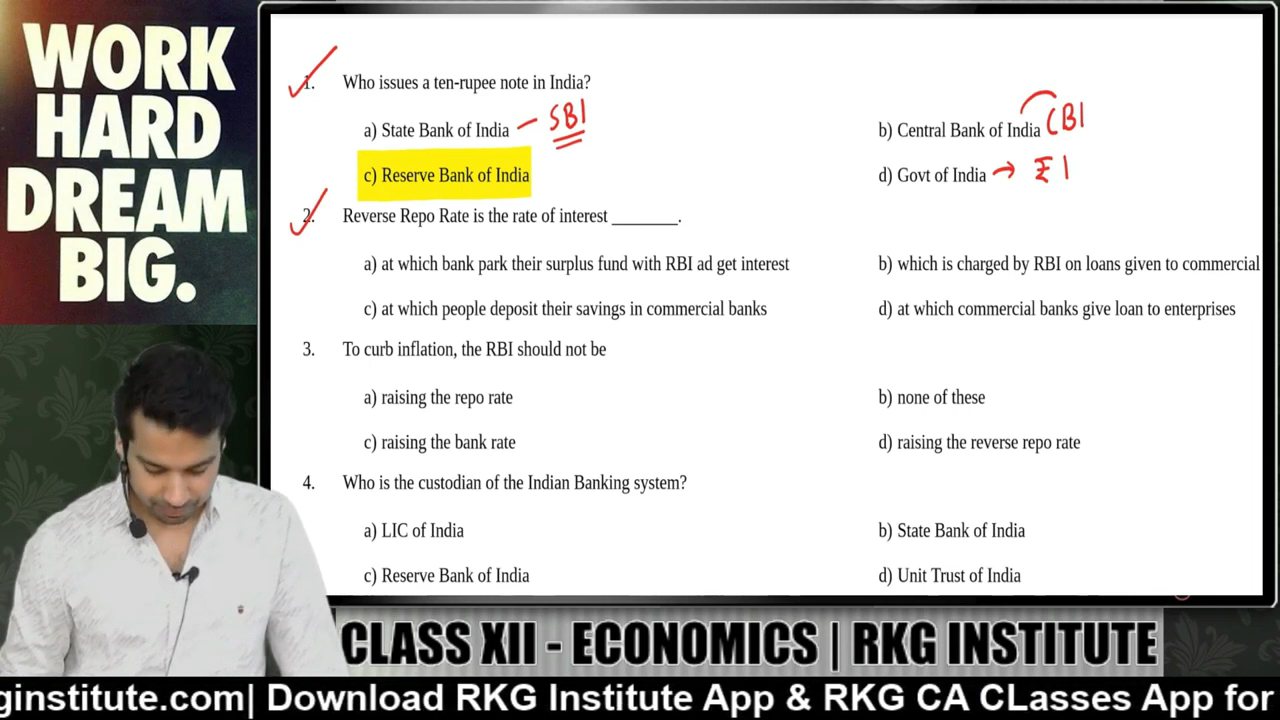 WORK
HARD
DREAM
BIG.
1. Who issues a ten-rupee note in India?
a) State Bank of India – SBI
b) Central Bank of India CBI
c) Reserve Bank of India
d) Govt of India → ₹ 1
2. Reverse Repo Rate is the rate of interest ________.
a) at which bank park their surplus fund with RBI ad get interest
b) which is charged by RBI on loans given to commercial
c) at which people deposit their savings in commercial banks
d) at which commercial banks give loan to enterprises
3. To curb inflation, the RBI should not be
a) raising the repo rate
b) none of these
c) raising the bank rate
d) raising the reverse repo rate
4. Who is the custodian of the Indian Banking system?
a) LIC of India
b) State Bank of India
c) Reserve Bank of India
d) Unit Trust of India
CLASS XII - ECONOMICS | RKG INSTITUTE
ginstitute.com| Download RKG Institute App & RKG CA CLasses App for